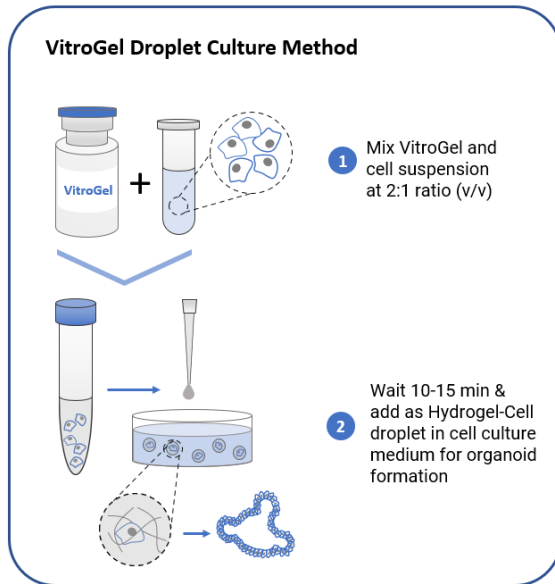 VitroGel Droplet Culture Method
VitroGel
+
1
Mix VitroGel and
cell suspension
at 2:1 ratio (v/v)
2
Wait 10-15 min &
add as Hydrogel-Cell
droplet in cell culture
medium for organoid
formation